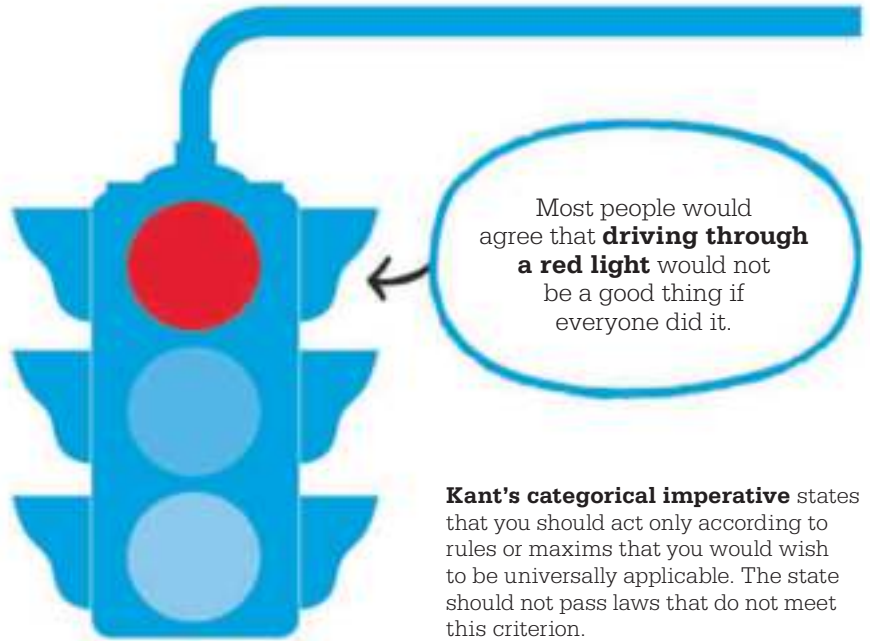 Most people would
agree that driving through
a red light would not
be a good thing if
everyone did it.
Kant's categorical imperative states
that you should act only according to
rules or maxims that you would wish
to be universally applicable. The state
should not pass laws that do not meet
this criterion.